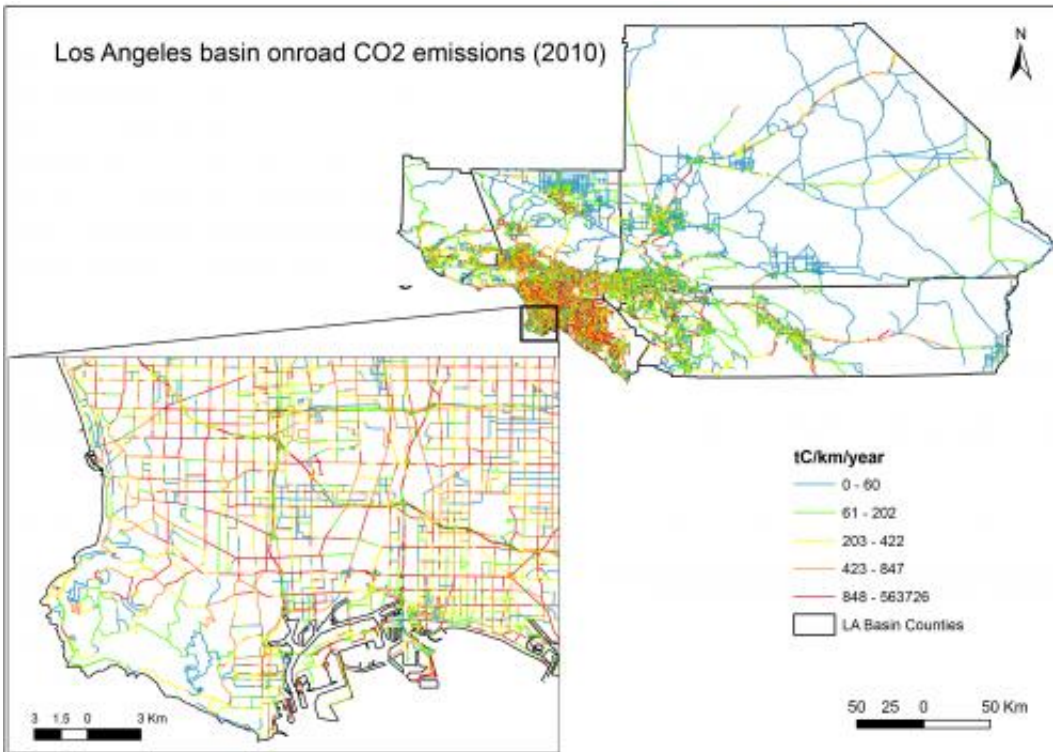 Los Angeles basin onroad CO2 emissions (2010)
N
tC/km/year
0 - 60
61 - 202
203 - 422
423 - 847
848 - 563726
LA Basin Counties
3 1.5 0 3 Km
50 25 0 50 Km